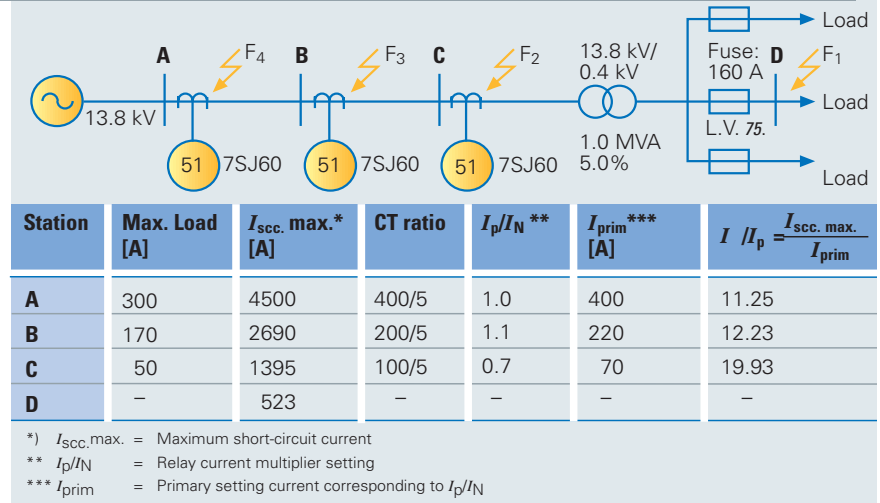 Load
A F4 B F3 C F2 13.8 kV/ Fuse: D F1
0.4 kV 160 A
Load
13.8 kV
L.V. 75.
1.0 MVA
51 7SJ60 51 7SJ60 51 7SJ60 5.0%
Load
Station Max. Load [A] Iscc. max.* [A] CT ratio Ip/IN ** Iprim*** [A] I /Ip = Iscc. max. / Iprim
A 300 4500 400/5 1.0 400 11.25
B 170 2690 200/5 1.1 220 12.23
C 50 1395 100/5 0.7 70 19.93
D – 523 – – – –
*) Iscc.max. = Maximum short-circuit current
** Ip/IN = Relay current multiplier setting
*** Iprim = Primary setting current corresponding to Ip/IN